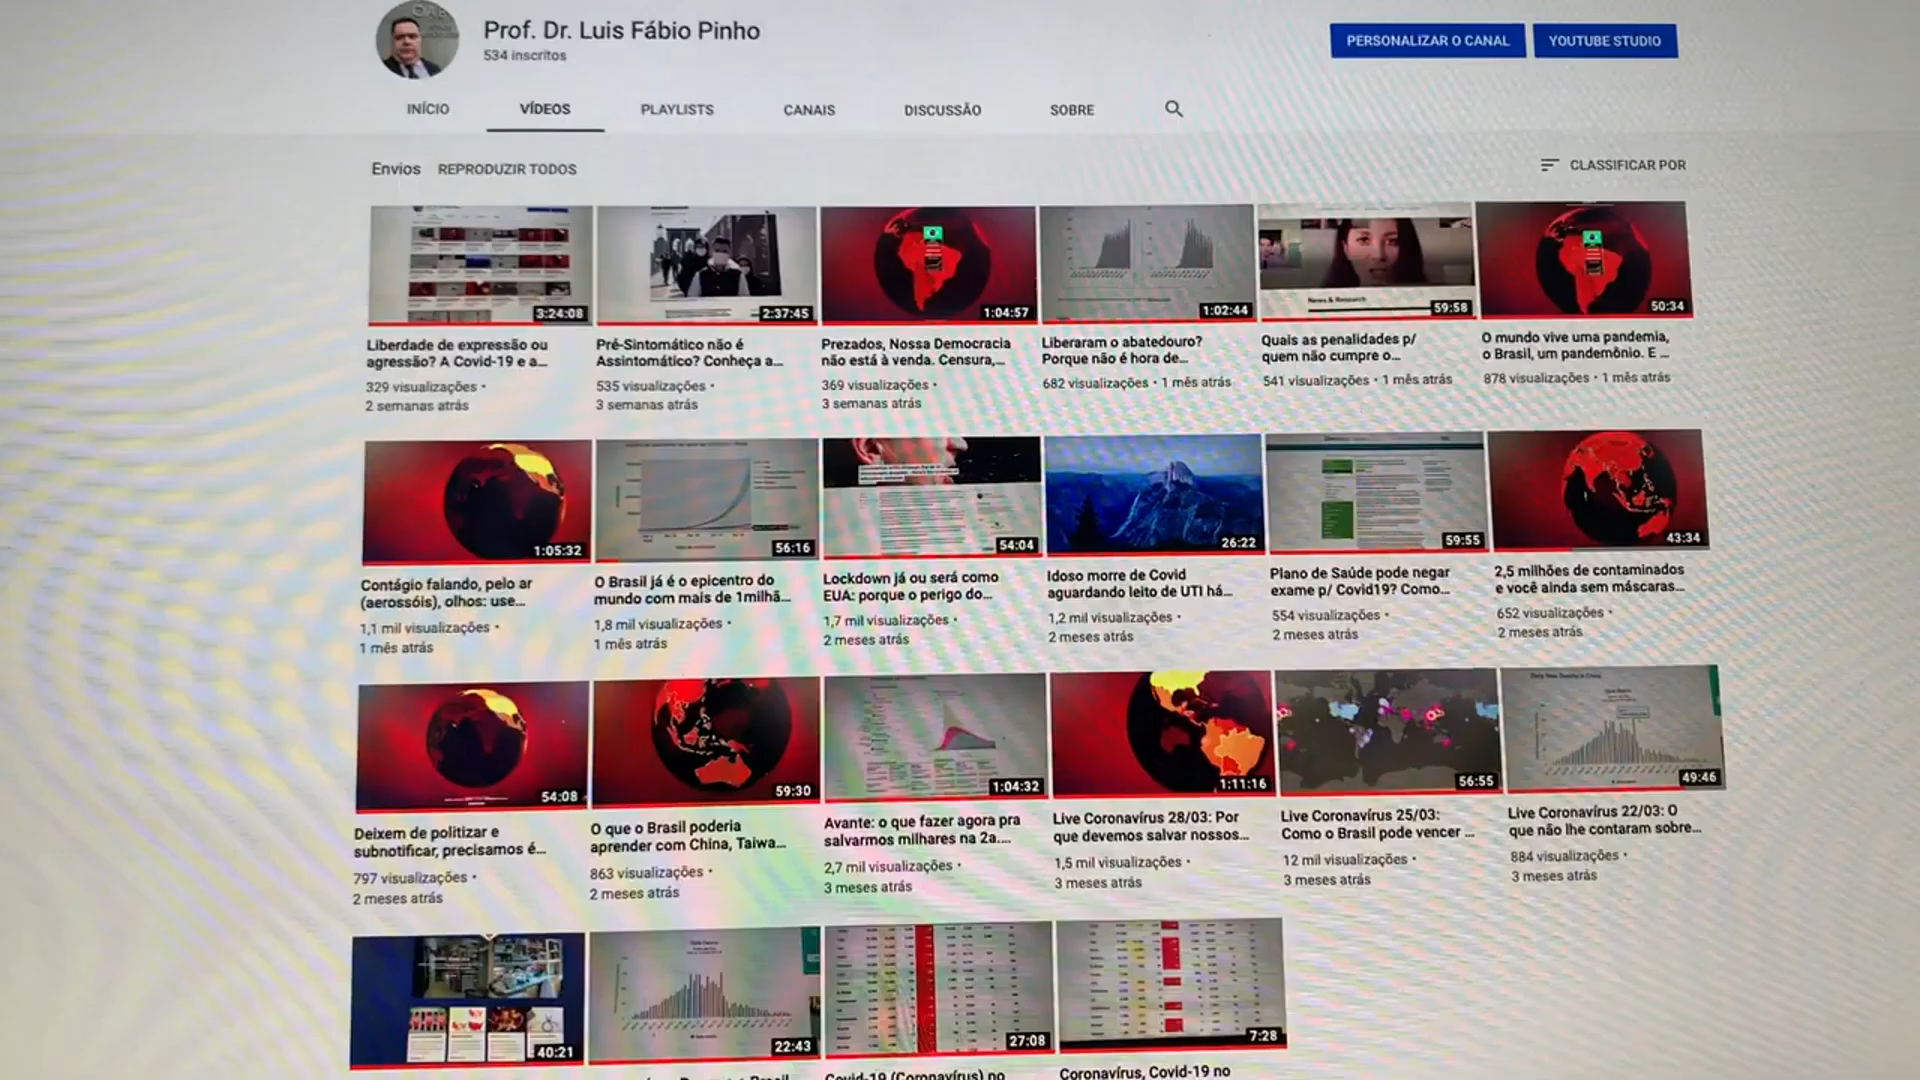 Prof. Dr. Luis Fábio Pinho
534 inscritos
PERSONALIZAR O CANAL
YOUTUBE STUDIO
INÍCIO
VÍDEOS
PLAYLISTS
CANAIS
DISCUSSÃO
SOBRE
Envios
REPRODUZIR TODOS
CLASSIFICAR POR
3:24:08
2:37:45
1:04:57
1:02:44
News & Research
59:58
50:34
Liberdade de expressão ou
agressão? A Covid-19 e a...
329 visualizações •
2 semanas atrás
Pré-Sintomático não é
Assintomático? Conheça a...
535 visualizações •
3 semanas atrás
Prezados, Nossa Democracia
não está à venda. Censura,...
369 visualizações •
3 semanas atrás
Liberaram o abatedouro?
Porque não é hora de...
682 visualizações • 1 mês atrás
Quais as penalidades p/
quem não cumpre o...
541 visualizações • 1 mês atrás
O mundo vive uma pandemia,
o Brasil, um pandemônio. E ...
878 visualizações • 1 mês atrás
1:05:32
56:16
54:04
26:22
59:55
43:34
Contágio falando, pelo ar
(aerossóis), olhos: use...
1,1 mil visualizações •
1 mês atrás
O Brasil já é o epicentro do
mundo com mais de 1milhã...
1,8 mil visualizações •
1 mês atrás
Lockdown já ou será como
EUA: porque o perigo do...
1,7 mil visualizações •
2 meses atrás
Idoso morre de Covid
aguardando leito de UTI há...
1,2 mil visualizações •
2 meses atrás
Plano de Saúde pode negar
exame p/ Covid19? Como...
554 visualizações •
2 meses atrás
2,5 milhões de contaminados
e você ainda sem máscaras...
652 visualizações •
2 meses atrás
54:08
59:30
1:04:32
1:11:16
56:55
49:46
Deixem de politizar e
subnotificar, precisamos é...
797 visualizações •
2 meses atrás
O que o Brasil poderia
aprender com China, Taiwa...
863 visualizações •
2 meses atrás
Avante: o que fazer agora pra
salvarmos milhares na 2a....
2,7 mil visualizações •
3 meses atrás
Live Coronavírus 28/03: Por
que devemos salvar nossos...
1,5 mil visualizações •
3 meses atrás
Live Coronavírus 25/03:
Como o Brasil pode vencer ...
12 mil visualizações •
3 meses atrás
Live Coronavírus 22/03: O
que não lhe contaram sobre...
884 visualizações •
3 meses atrás
40:21
22:43
27:08
7:28
Covid-19 (Coronavírus) no
Coronavírus, Covid-19 no